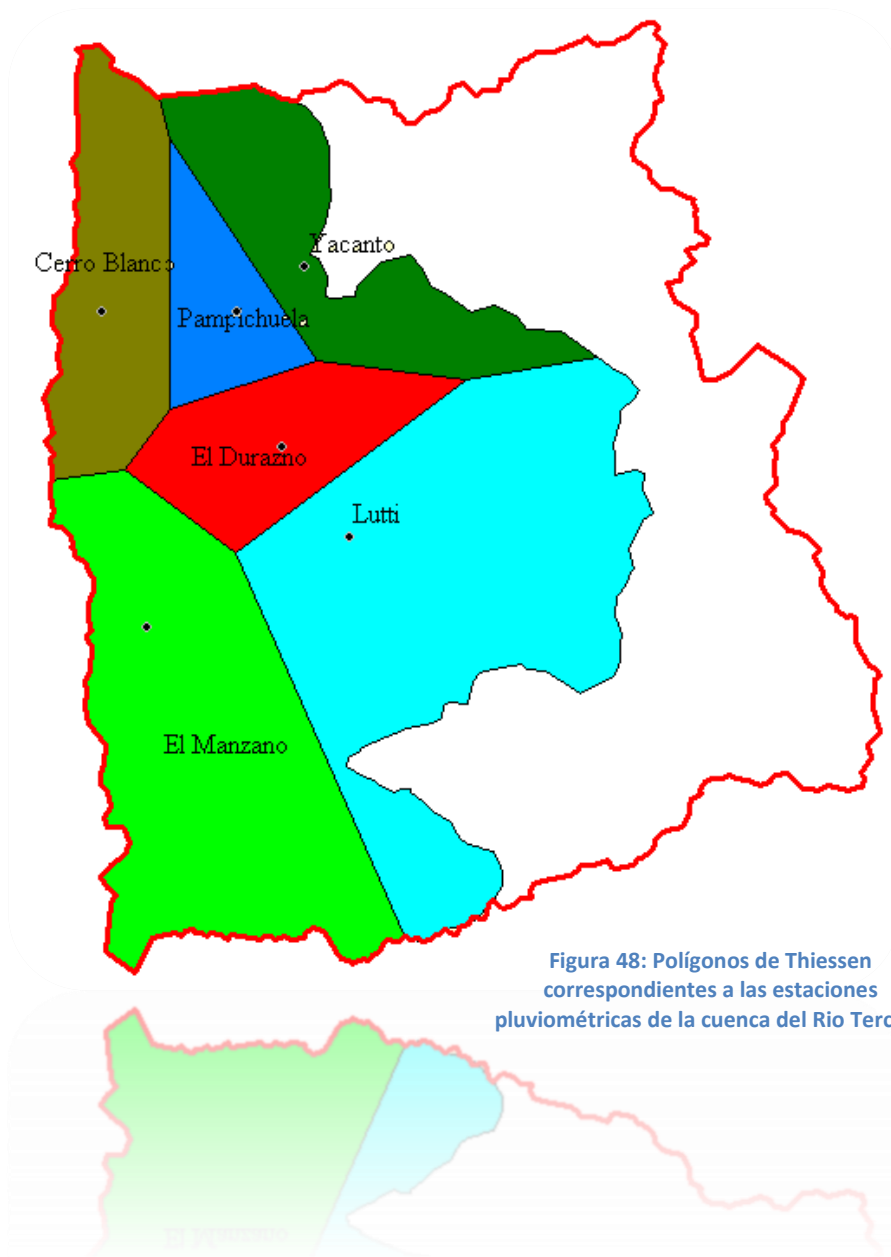 Yacanto
Cerro Blanco
Pampichuela
El Durazno
Lutti
El Manzano
Figura 48: Polígonos de Thiessen
correspondientes a las estaciones
pluviométricas de la cuenca del Rio